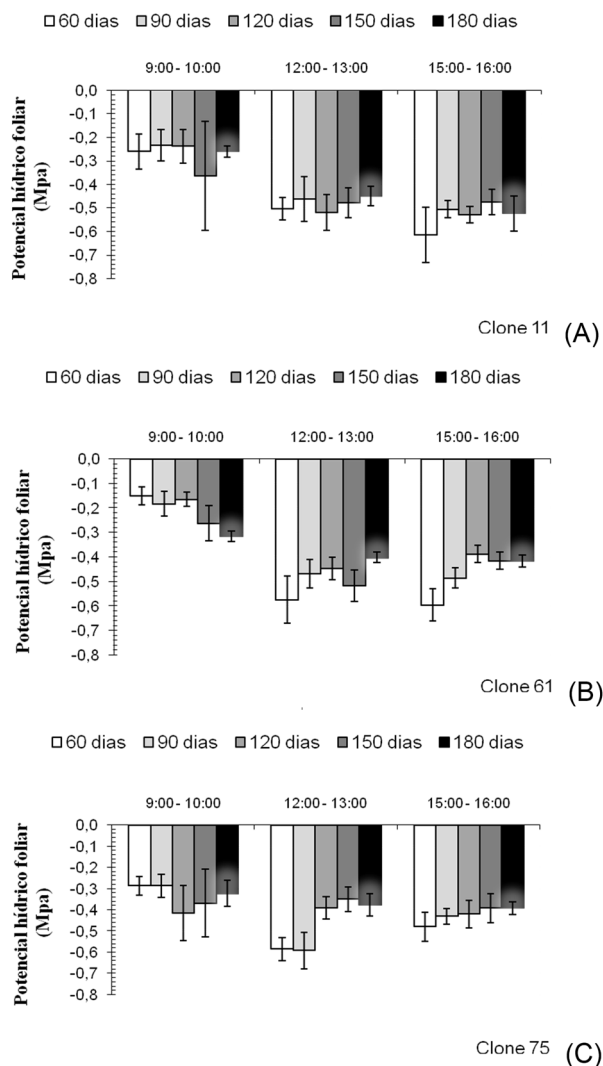 60 dias 90 dias 120 dias 150 dias 180 dias
9:00 - 10:00 12:00 - 13:00 15:00 - 16:00
Potencial hídrico foliar
(Mpa)
0,0
-0,1
-0,2
-0,3
-0,4
-0,5
-0,6
-0,7
-0,8
Clone 11 (A)
60 dias 90 dias 120 dias 150 dias 180 dias
9:00 - 10:00 12:00 - 13:00 15:00 - 16:00
Potencial hídrico foliar
(Mpa)
0,0
-0,1
-0,2
-0,3
-0,4
-0,5
-0,6
-0,7
-0,8
Clone 61 (B)
60 dias 90 dias 120 dias 150 dias 180 dias
9:00 - 10:00 12:00 - 13:00 15:00 - 16:00
Potencial hídrico foliar
(Mpa)
0,0
-0,1
-0,2
-0,3
-0,4
-0,5
-0,6
-0,7
-0,8
Clone 75 (C)